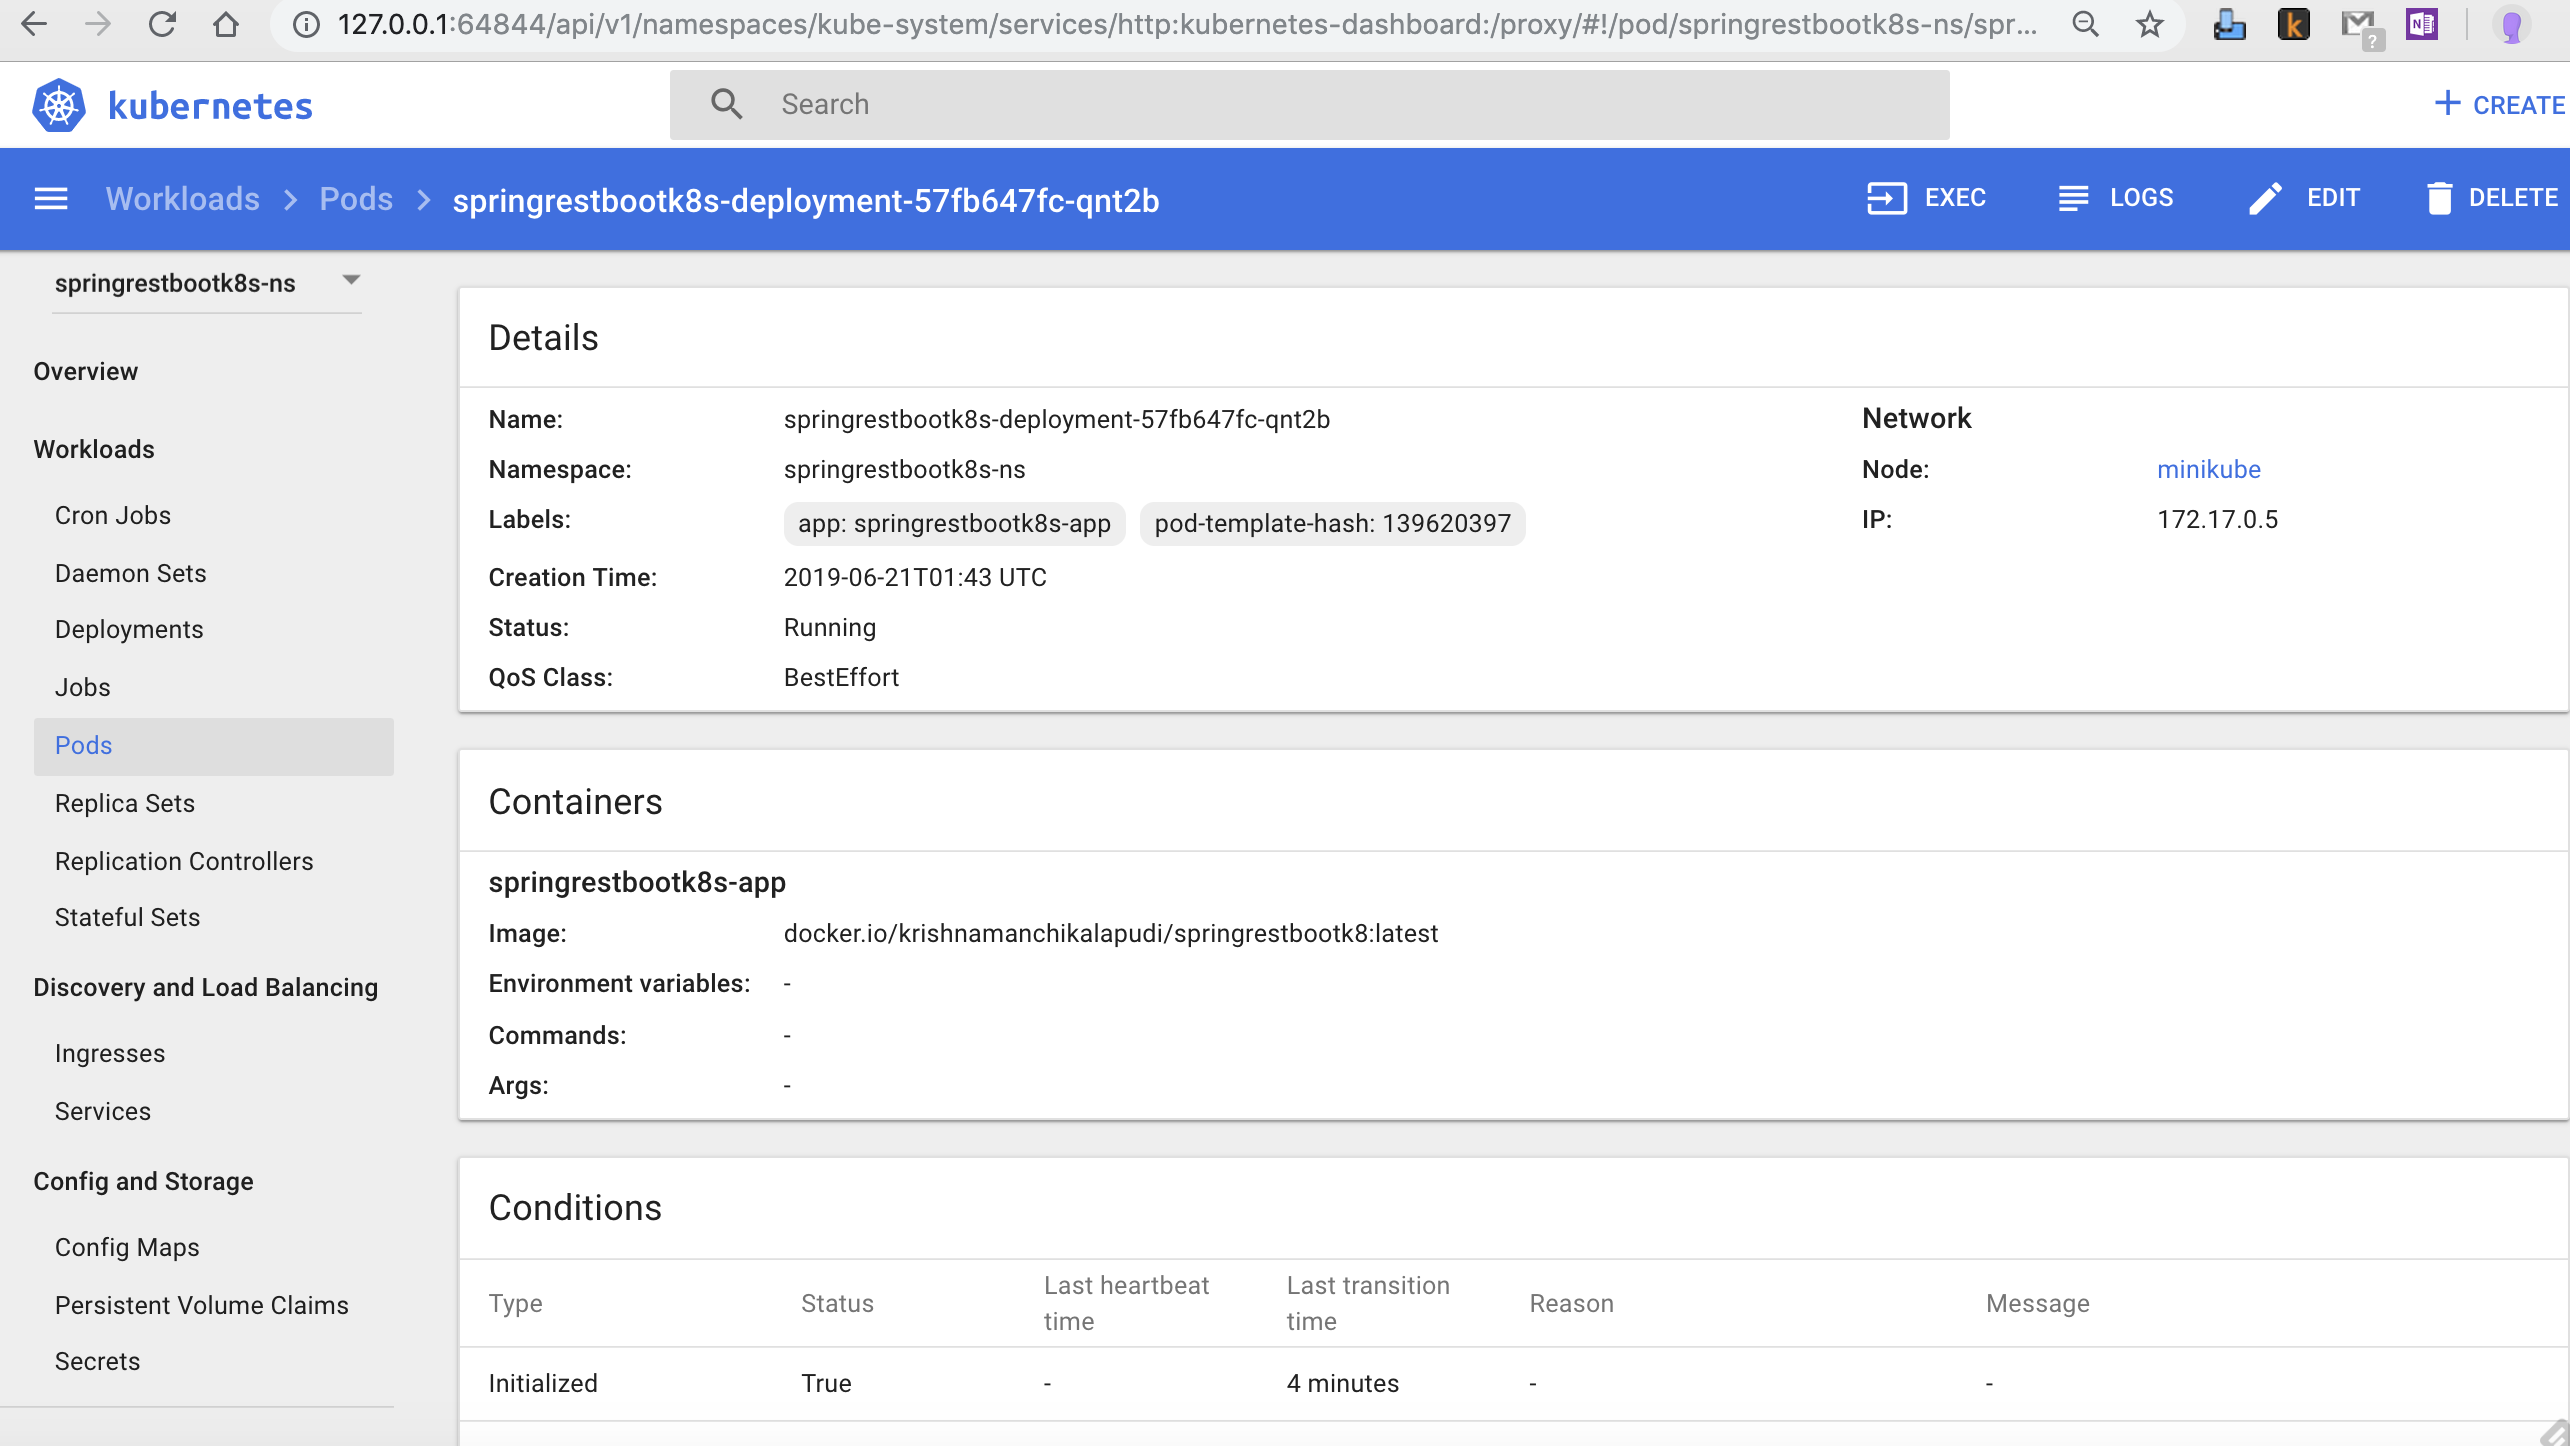 127.0.0.1:64844/api/v1/namespaces/kube-system/services/http:kubernetes-dashboard:/proxy/#!/pod/springrestbootk8s-ns/spr...
kubernetes
Search
CREATE
Workloads > Pods > springrestbootk8s-deployment-57fb647fc-qnt2b
EXEC
LOGS
EDIT
DELETE
springrestbootk8s-ns
Overview
Workloads
Cron Jobs
Daemon Sets
Deployments
Jobs
Pods
Replica Sets
Replication Controllers
Stateful Sets
Discovery and Load Balancing
Ingresses
Services
Config and Storage
Config Maps
Persistent Volume Claims
Secrets
Details
Name: springrestbootk8s-deployment-57fb647fc-qnt2b
Namespace: springrestbootk8s-ns
Labels: app: springrestbootk8s-app pod-template-hash: 139620397
Creation Time: 2019-06-21T01:43 UTC
Status: Running
QoS Class: BestEffort
Network
Node: minikube
IP: 172.17.0.5
Containers
springrestbootk8s-app
Image: docker.io/krishnamanchikalapudi/springrestbootk8:latest
Environment variables: -
Commands: -
Args: -
Conditions
Type Status Last heartbeat time Last transition time Reason Message
Initialized True - 4 minutes - -